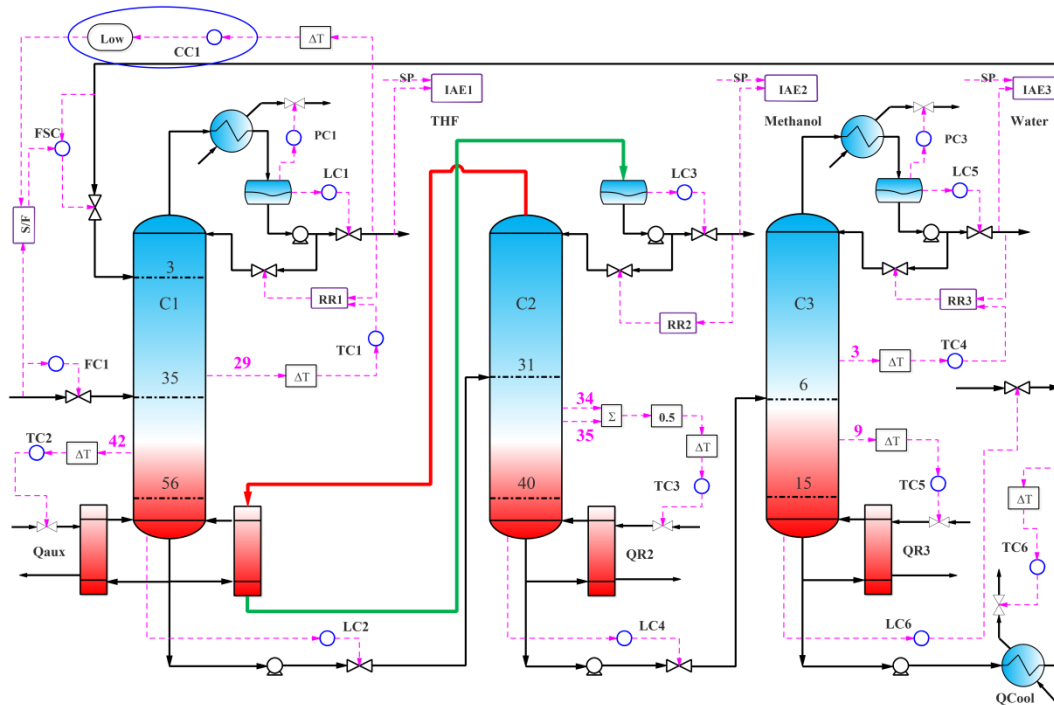 Low
CC1
ΔT
SP
IAE1
THF
SP
IAE2
Methanol
SP
IAE3
Water
FSC
PC1
LC1
LC3
PC3
LC5
S/F
3
C1
RR1
C2
RR2
C3
RR3
TC1
29
ΔT
FC1
35
31
3
ΔT
TC4
6
34
35
Σ
0.5
ΔT
TC2
ΔT
42
9
ΔT
TC5
56
40
TC3
15
ΔT
TC6
Qaux
QR2
QR3
LC2
LC4
LC6
QCool